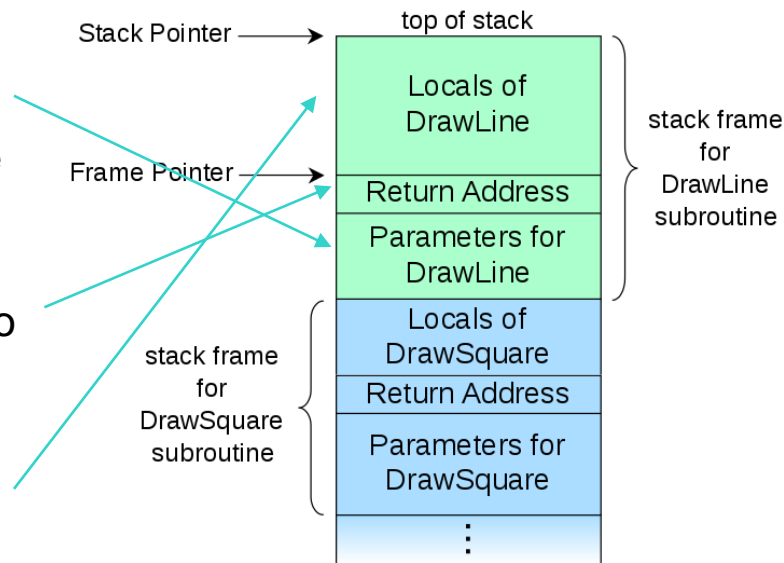 top of stack
Stack Pointer
Locals of
DrawLine
stack frame
for
DrawLine
subroutine
Frame Pointer
Return Address
Parameters for
DrawLine
Locals of
DrawSquare
stack frame
for
DrawSquare
subroutine
Return Address
Parameters for
DrawSquare
⋮